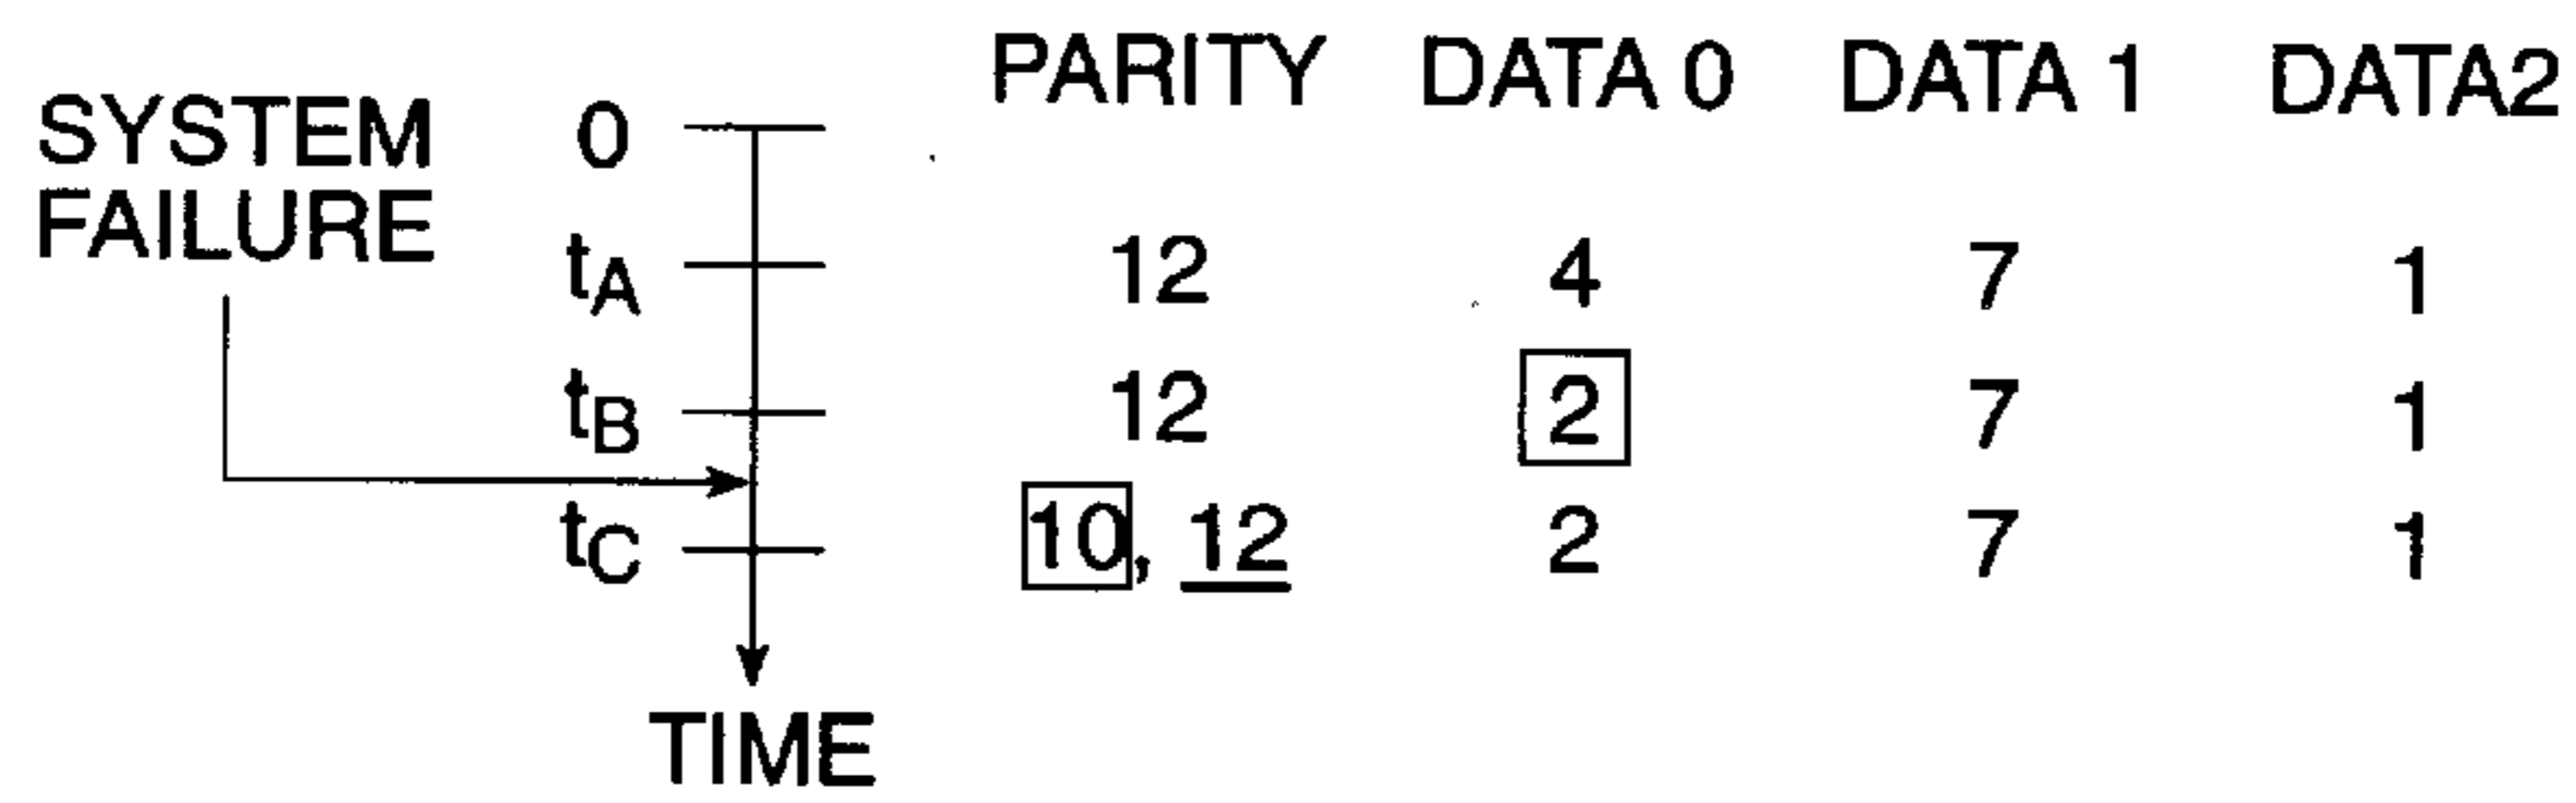 PARITY DATA 0 DATA 1 DATA2
SYSTEM 0
FAILURE
tA 12 4 7 1
tB 12 2 7 1
tC 10, 12 2 7 1
TIME